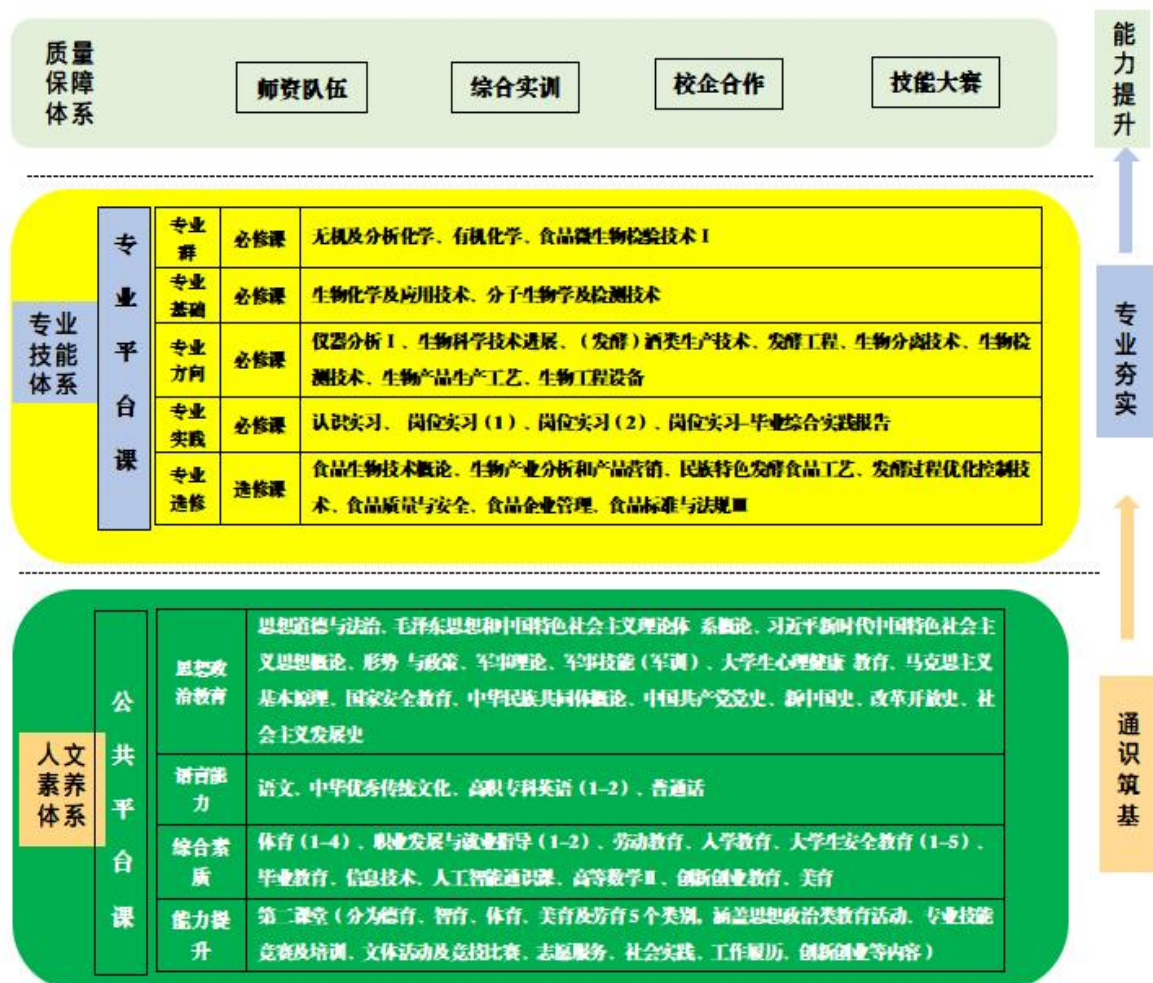 质量
保障
体系
师资队伍
综合实训
校企合作
技能大赛
能力提升
专业
技能
体系
专业平台课
专业
群
必修课
无机及分析化学、有机化学、食品微生物检验技术 I
专业
基础
必修课
生物化学及应用技术、分子生物学及检测技术
专业
方向
必修课
仪器分析 I、生物科学技术进展、（发酵）酒类生产技术、发酵工程、生物分离技术、生物检
测技术、生物产品生产工艺、生物工程设备
专业
实践
必修课
认识实习、 岗位实习（1）、岗位实习（2）、岗位实习-毕业综合实践报告
专业
选修
选修课
食品生物技术概论、生物产业分析和产品营销、民族特色发酵食品工艺、发酵过程优化控制技
术、食品质量与安全、食品企业管理、食品标准与法规Ⅲ
专业夯实
人文
素养
体系
公共平台课
思想政
治教育
思想道德与法治、毛泽东思想和中国特色社会主义理论体 系概论、习近平新时代中国特色社会主
义思想概论、形势 与政策、军事理论、军事技能（军训）、大学生心理健康 教育、马克思主义
基本原理、国家安全教育、中华民族共同体概论、中国共产党党史、新中国史、改革开放史、社
会主义发展史
语言能
力
语文、中华优秀传统文化、高职专科英语（1-2）、普通话
综合素
质
体育（1-4）、职业发展与就业指导（1-2）、劳动教育、入学教育、大学生安全教育（1-5）、
毕业教育、信息技术、人工智能通识课、高等数学Ⅱ、创新创业教育、美育
能力提
升
第二课堂（分为德育、智育、体育、美育及劳育5个类别，涵盖思想政治类教育活动、专业技能
竞赛及培训、文体活动及竞技比赛、志愿服务、社会实践、工作履历、创新创业等内容）
通识筑基